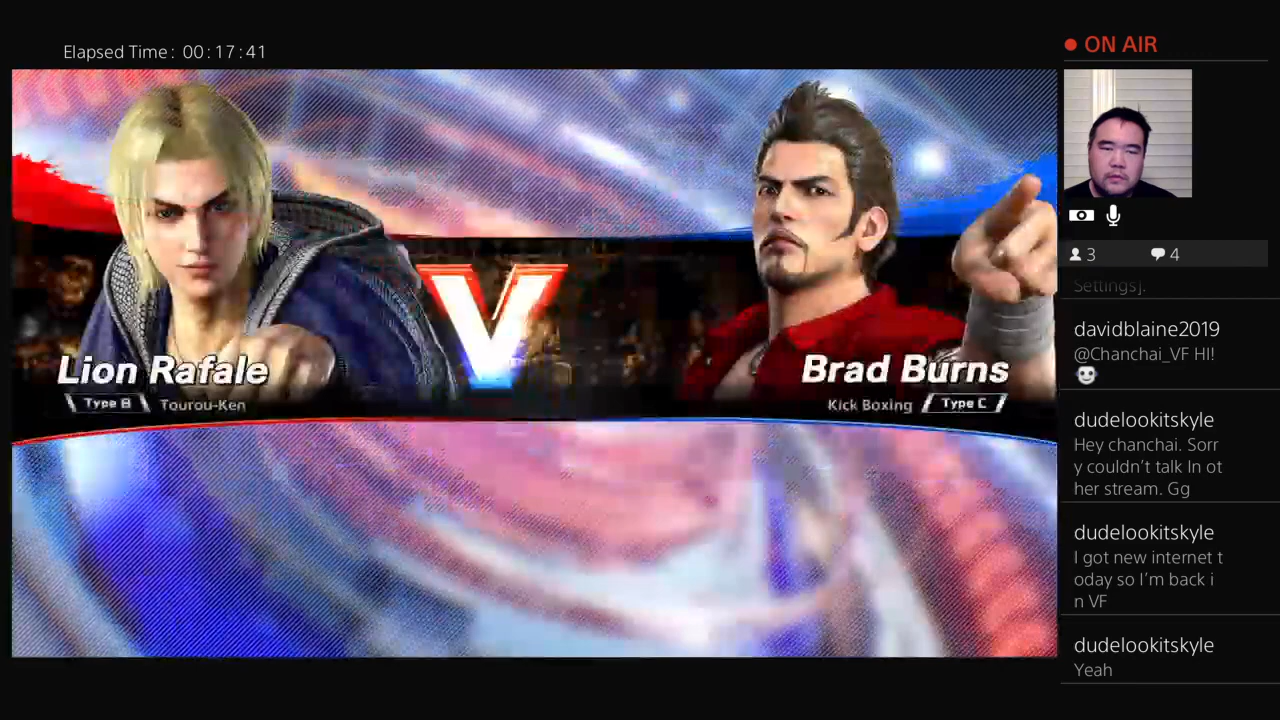 Elapsed Time: 00:17:41
ON AIR
3
4
Settings].
davidblaine2019
@Chanchai_VF HI!
dudelookitskyle
Hey chanchai. Sorr
y couldn't talk In ot
her stream. Gg
dudelookitskyle
I got new internet t
oday so I'm back i
n VF
dudelookitskyle
Yeah
V
Lion Rafale
Type B
Tourou-Ken
Brad Burns
Kick Boxing
Type C